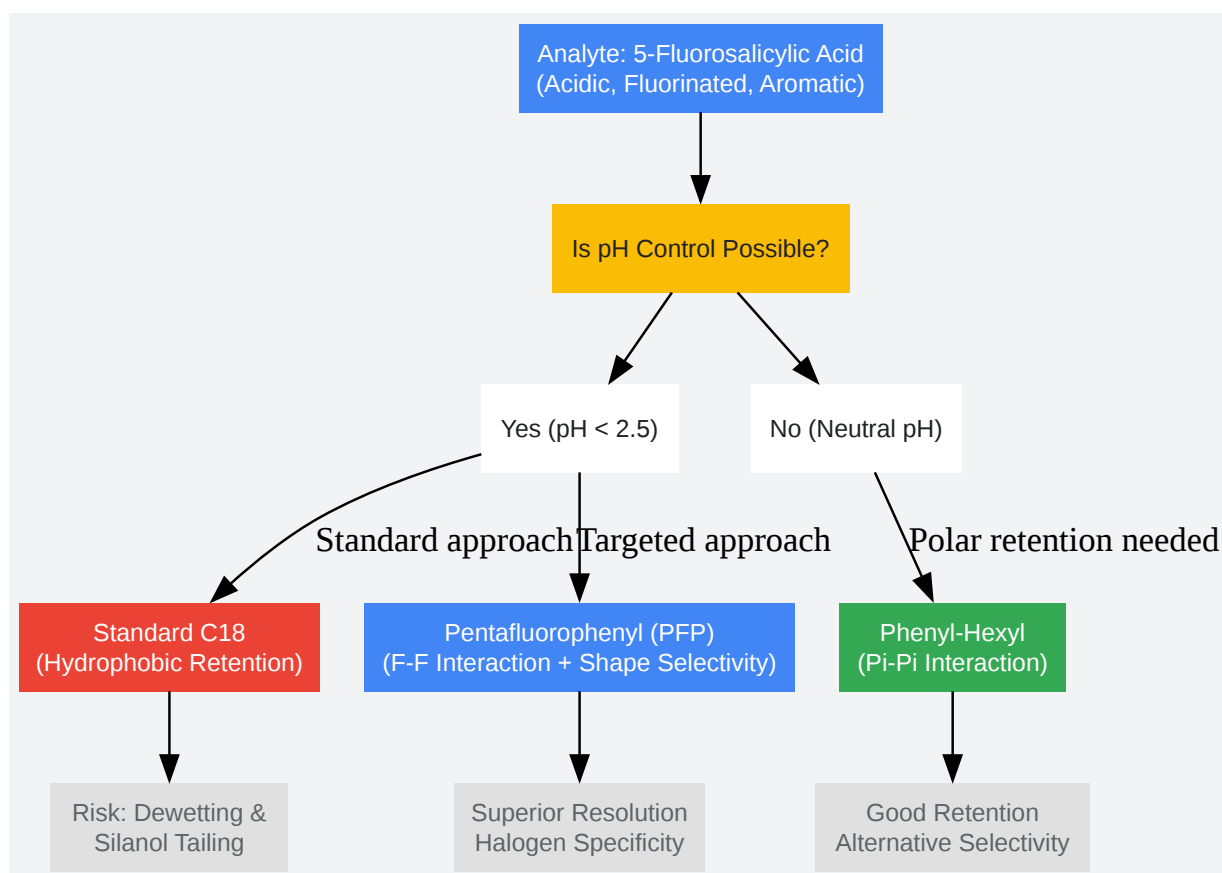 Analyte: 5-Fluorosalicylic Acid
(Acidic, Fluorinated, Aromatic)
Is pH Control Possible?
Yes (pH < 2.5)
No (Neutral pH)
Standard approach
Targeted approach
Polar retention needed
Standard C18
(Hydrophobic Retention)
Pentafluorophenyl (PFP)
(F-F Interaction + Shape Selectivity)
Phenyl-Hexyl
(Pi-Pi Interaction)
Risk: Dewetting &
Silanol Tailing
Superior Resolution
Halogen Specificity
Good Retention
Alternative Selectivity